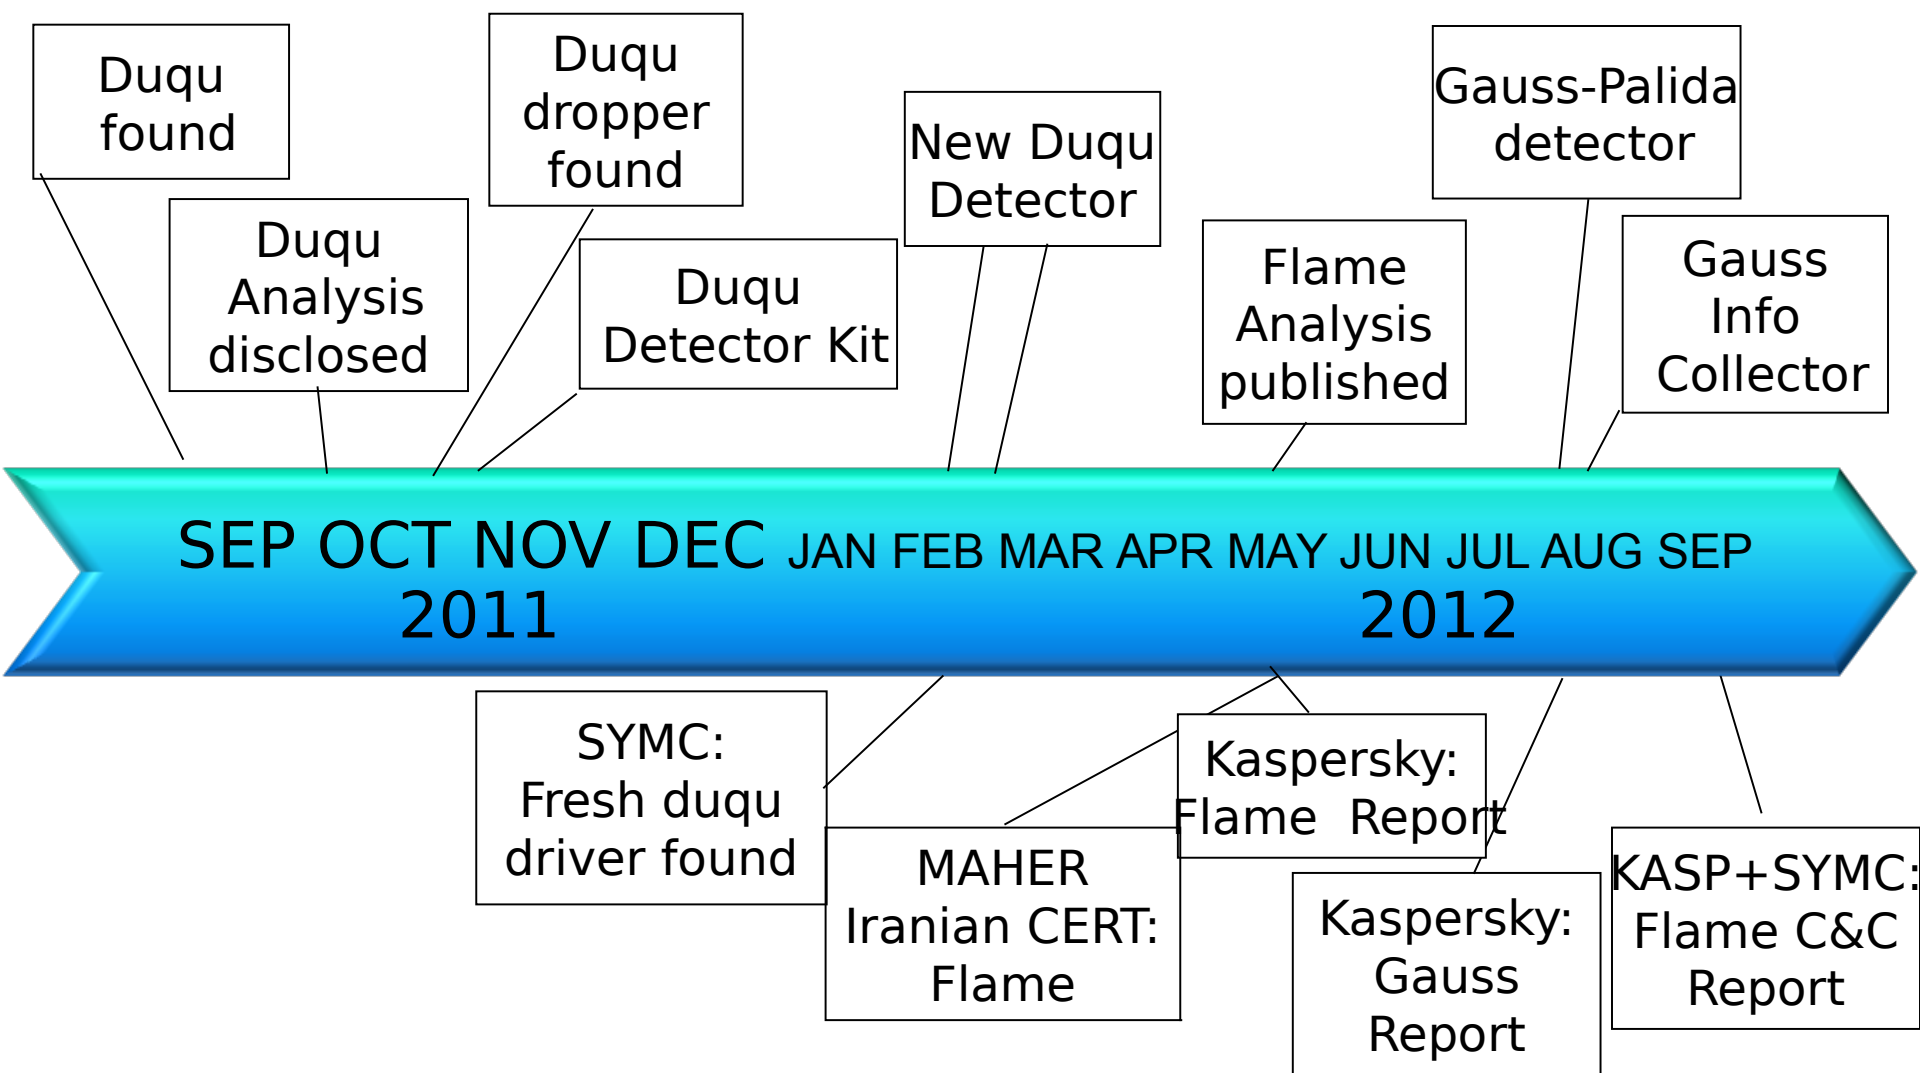 Duqu
found
Duqu
Analysis
disclosed
Duqu
dropper
found
Duqu
Detector Kit
New Duqu
Detector
Flame
Analysis
published
Gauss-Palida
detector
Gauss
Info
Collector
SEP OCT NOV DEC JAN FEB MAR APR MAY JUN JUL AUG SEP
2011 2012
SYMC:
Fresh duqu
driver found
MAHER
Iranian CERT:
Flame
Kaspersky:
Flame Report
Kaspersky:
Gauss
Report
KASP+SYMC:
Flame C&C
Report